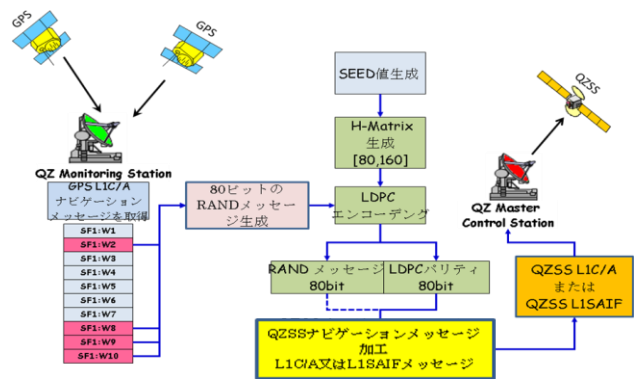 GPS
GPS
QZ Monitoring Station
GPS L1C/A
ナビゲーション
メッセージを取得
SF1:W1
SF1:W2
SF1:W3
SF1:W4
SF1:W5
SF1:W6
SF1:W7
SF1:W8
SF1:W9
SF1:W10
80ビットの
RANDメッセー
ジ生成
SEED値生成
H-Matrix
生成
[80,160]
LDPC
エンコーデング
RAND メッセージ
80bit
LDPCパリティ
80bit
QZSSナビゲーションメッセージ
加工
L1C/A又はL1SAIFメッセージ
QZSS
QZ Master
Control Station
QZSS L1C/A
または
QZSS L1SAIF